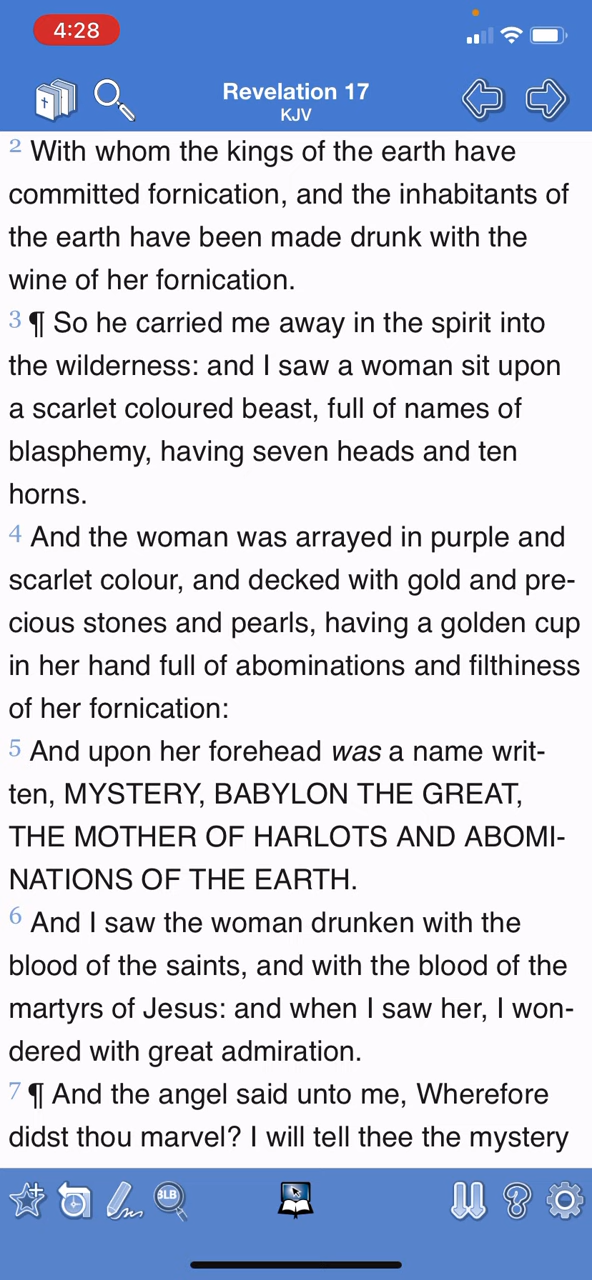 4:28
Revelation 17
KJV
2 With whom the kings of the earth have
committed fornication, and the inhabitants of
the earth have been made drunk with the
wine of her fornication.
3 ¶ So he carried me away in the spirit into
the wilderness: and I saw a woman sit upon
a scarlet coloured beast, full of names of
blasphemy, having seven heads and ten
horns.
4 And the woman was arrayed in purple and
scarlet colour, and decked with gold and pre-
cious stones and pearls, having a golden cup
in her hand full of abominations and filthiness
of her fornication:
5 And upon her forehead was a name writ-
ten, MYSTERY, BABYLON THE GREAT,
THE MOTHER OF HARLOTS AND ABOMI-
NATIONS OF THE EARTH.
6 And I saw the woman drunken with the
blood of the saints, and with the blood of the
martyrs of Jesus: and when I saw her, I won-
dered with great admiration.
7 ¶ And the angel said unto me, Wherefore
didst thou marvel? I will tell thee the mystery
BLB